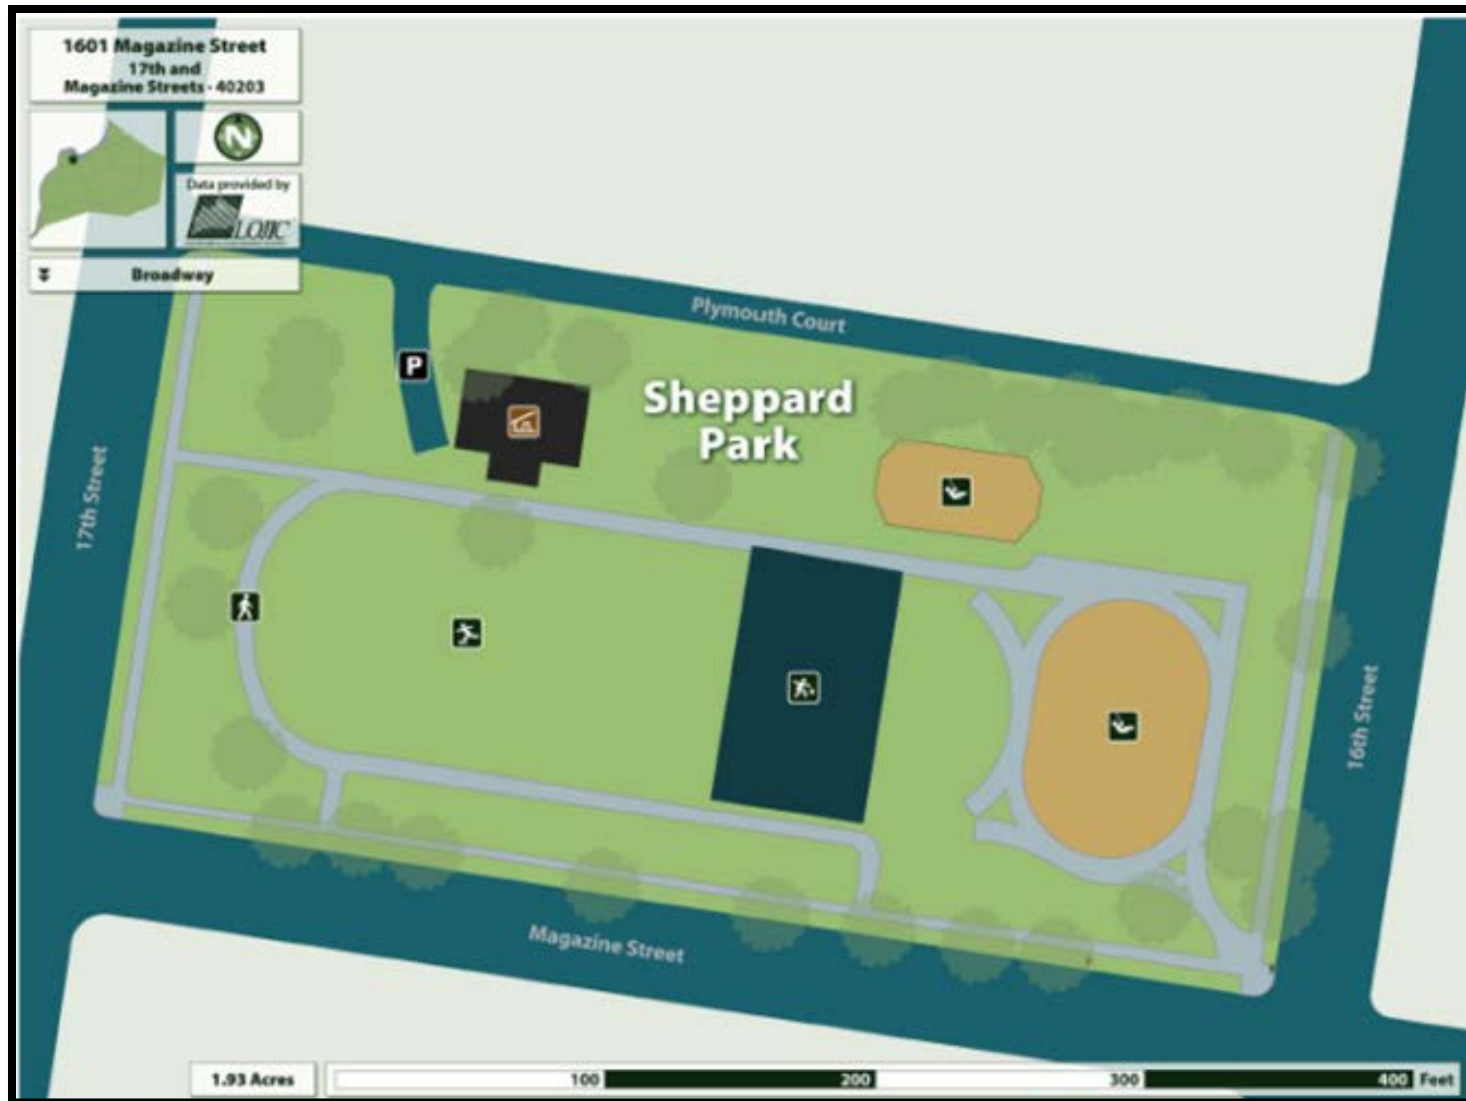 1601 Magazine Street
17th and
Magazine Streets - 40203
N
Data provided by
LOJIC
Broadway
Plymouth Court
P
Sheppard
Park
17th Street
16th Street
Magazine Street
1.93 Acres
100
200
300
400 Feet